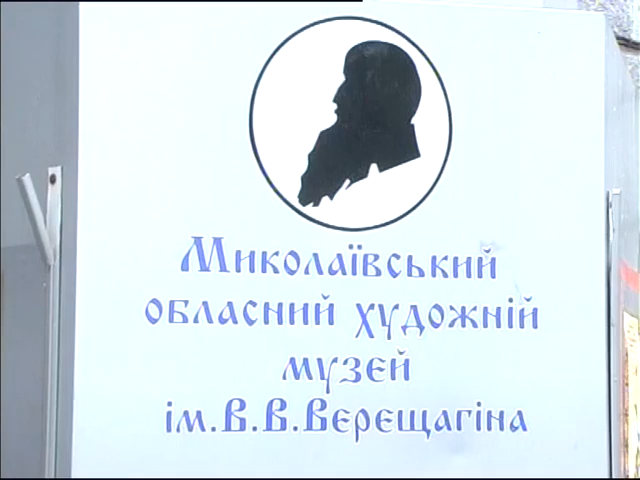 Миколаївський
обласний художній
музей
ім.В.В.Верещагіна